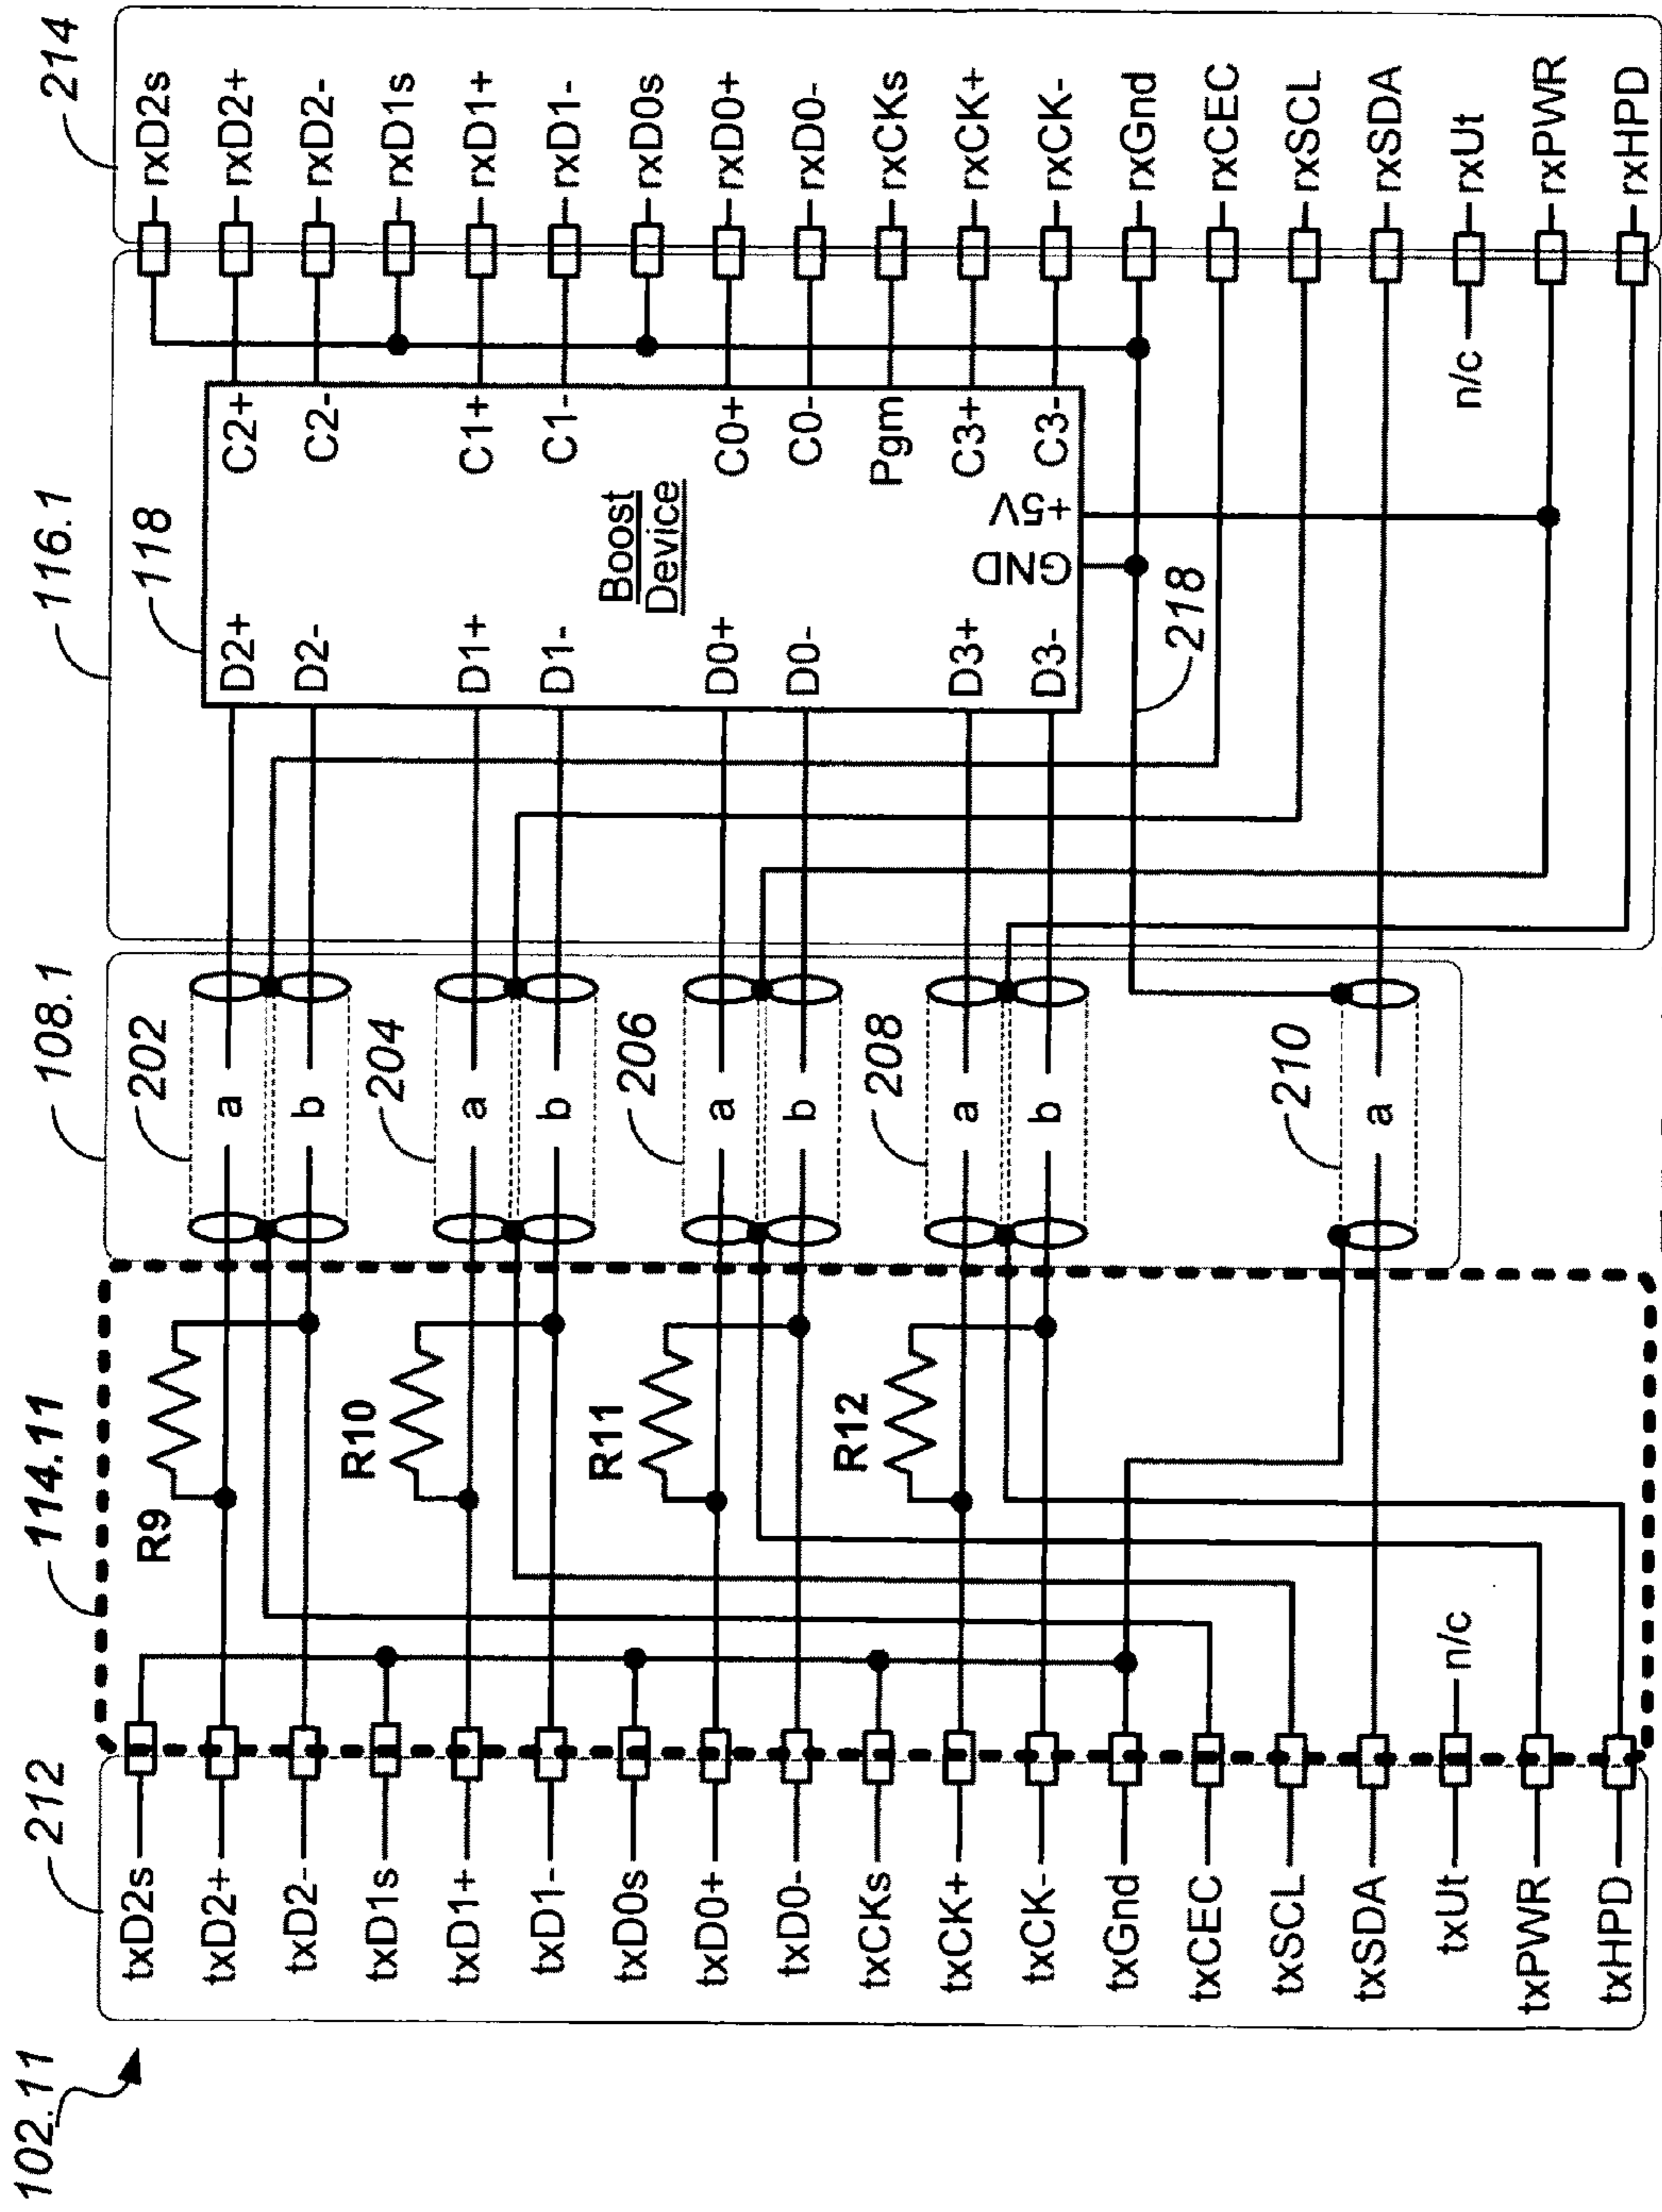 102.11
212
114.11
108.1
116.1
214
txD2s
txD2+
txD2-
txD1s
txD1+
txD1-
txD0s
txD0+
txD0-
txCKs
txCK+
txCK-
txGnd
txCEC
txSCL
txSDA
txUt
txPWR
txHPD
n/c
R9
R10
R11
R12
202
a
b
204
a
b
206
a
b
208
a
b
210
a
118
D2+
D2-
D1+
D1-
D0+
D0-
D3+
D3-
Boost
Device
C2+
C2-
C1+
C1-
C0+
C0-
Pgm
C3+
C3-
GND
+5V
218
n/c
rxD2s
rxD2+
rxD2-
rxD1s
rxD1+
rxD1-
rxD0s
rxD0+
rxD0-
rxCKs
rxCK+
rxCK-
rxGnd
rxCEC
rxSCL
rxSDA
rxUt
rxPWR
rxHPD